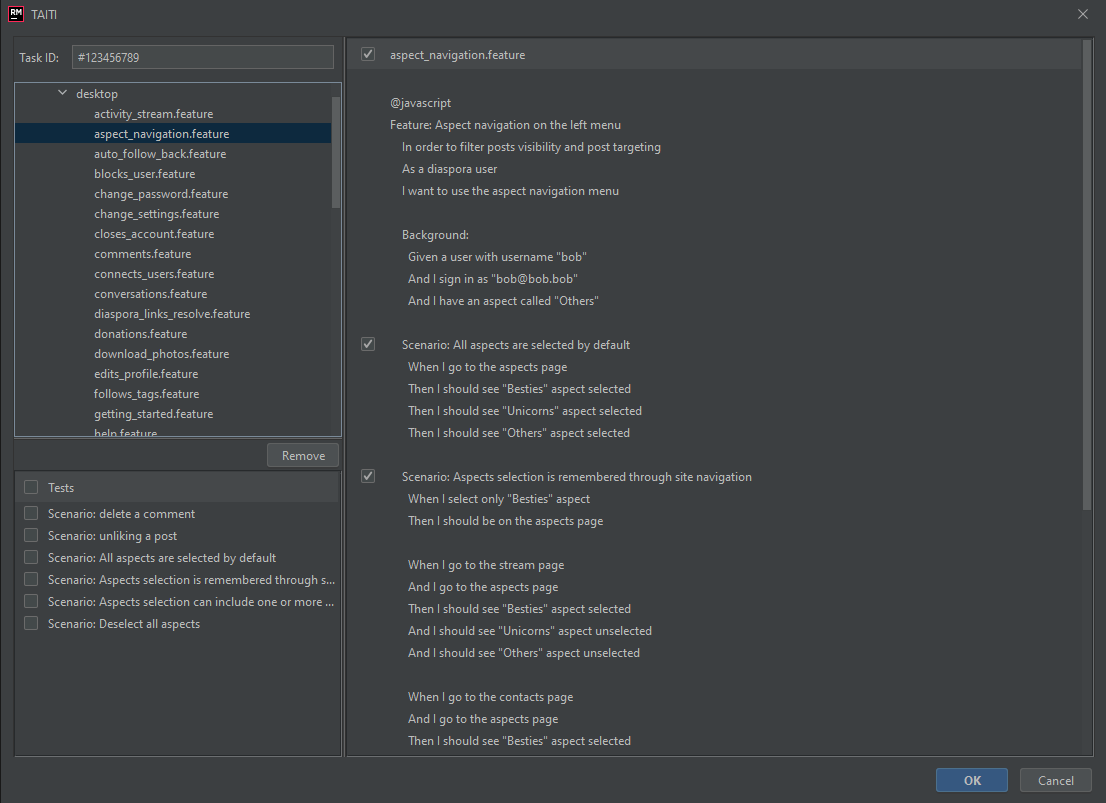 RM TAITI
Task ID: #123456789
desktop
activity_stream.feature
aspect_navigation.feature
auto_follow_back.feature
blocks_user.feature
change_password.feature
change_settings.feature
closes_account.feature
comments.feature
connects_users.feature
conversations.feature
diaspora_links_resolve.feature
donations.feature
download_photos.feature
edits_profile.feature
follows_tags.feature
getting_started.feature
help.feature
Remove
Tests
Scenario: delete a comment
Scenario: unliking a post
Scenario: All aspects are selected by default
Scenario: Aspects selection is remembered through s...
Scenario: Aspects selection can include one or more ...
Scenario: Deselect all aspects
aspect_navigation.feature
@javascript
Feature: Aspect navigation on the left menu
In order to filter posts visibility and post targeting
As a diaspora user
I want to use the aspect navigation menu
Background:
Given a user with username "bob"
And I sign in as "bob@bob.bob"
And I have an aspect called "Others"
Scenario: All aspects are selected by default
When I go to the aspects page
Then I should see "Besties" aspect selected
Then I should see "Unicorns" aspect selected
Then I should see "Others" aspect selected
Scenario: Aspects selection is remembered through site navigation
When I select only "Besties" aspect
Then I should be on the aspects page
When I go to the stream page
And I go to the aspects page
Then I should see "Besties" aspect selected
And I should see "Unicorns" aspect unselected
And I should see "Others" aspect unselected
When I go to the contacts page
And I go to the aspects page
Then I should see "Besties" aspect selected
OK Cancel